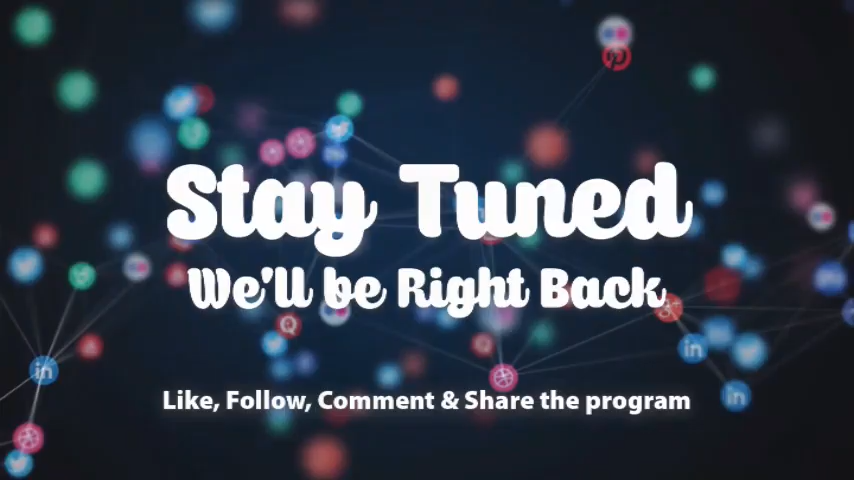 Stay Tuned
We'll be Right Back
Like, Follow, Comment & Share the program